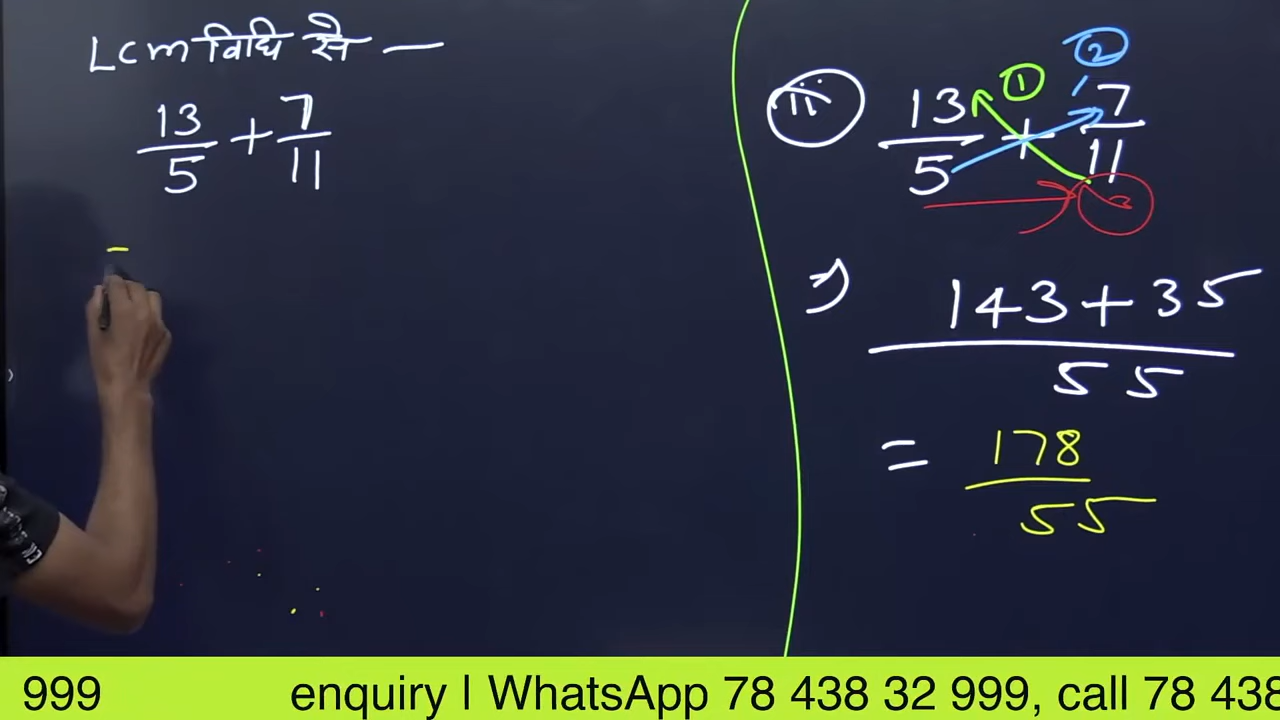 Lcm विधि से —
13/5 + 7/11
ii 13/5 + 7/11
① ② 3
⇒ 143+35/55
= 178/55
999 enquiry I WhatsApp 78 438 32 999, call 78 438